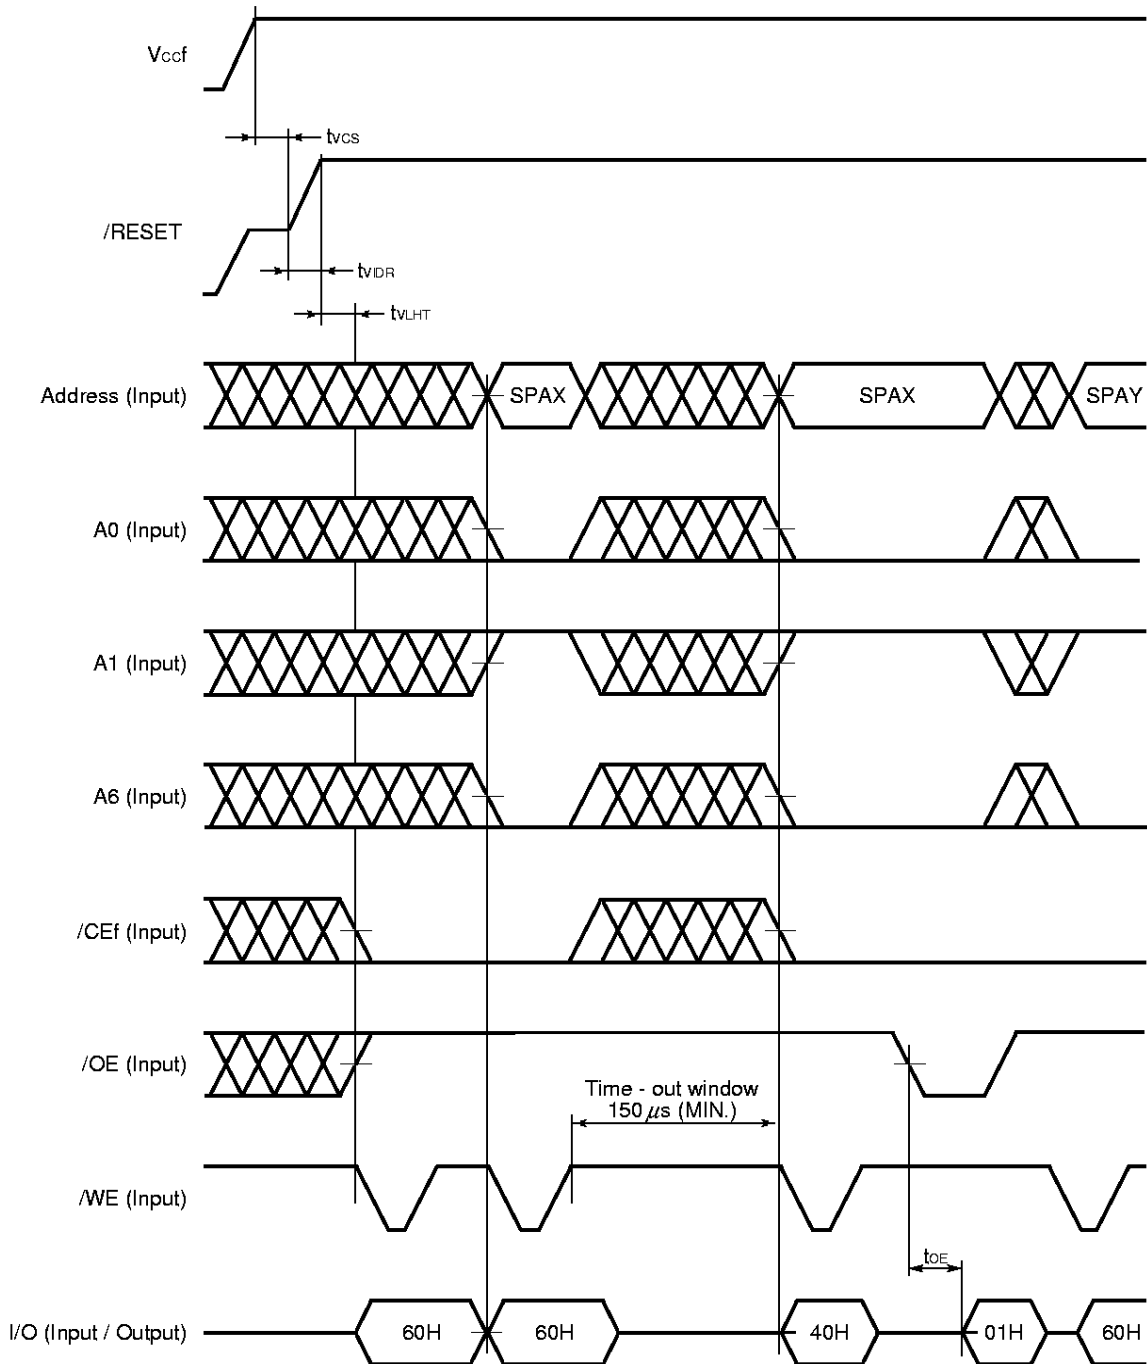 VCCf
tVCS
/RESET
tVIDR
tVLHT
Address (Input)
SPAX
SPAX
SPAY
A0 (Input)
A1 (Input)
A6 (Input)
/CEf (Input)
/OE (Input)
Time - out window
150 μs (MIN.)
/WE (Input)
tOE
I/O (Input / Output)
60H
60H
40H
01H
60H